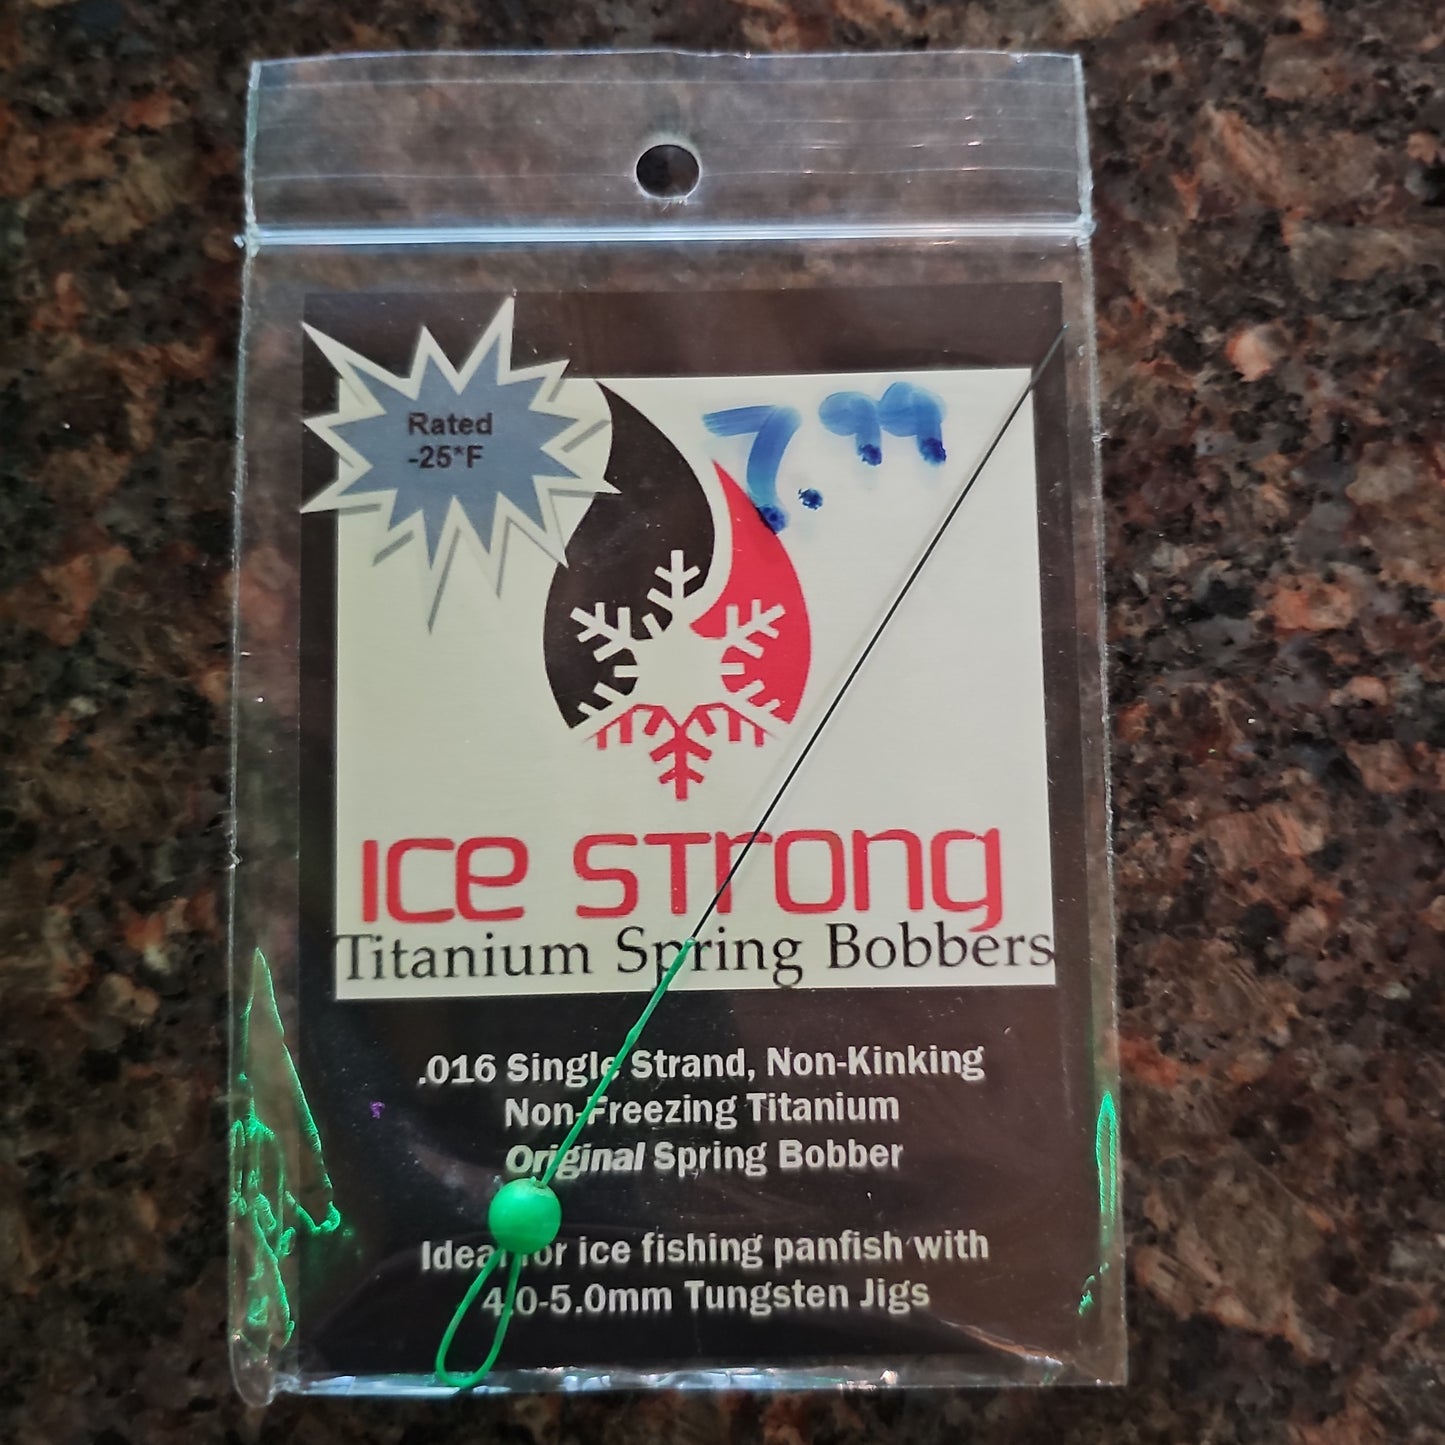 Rated
-25*F
7.99
ICE STRONG
Titanium Spring Bobbers
.016 Single Strand, Non-Kinking
Non-Freezing Titanium
Original Spring Bobber
Ideal for ice fishing panfish with
4.0-5.0mm Tungsten Jigs